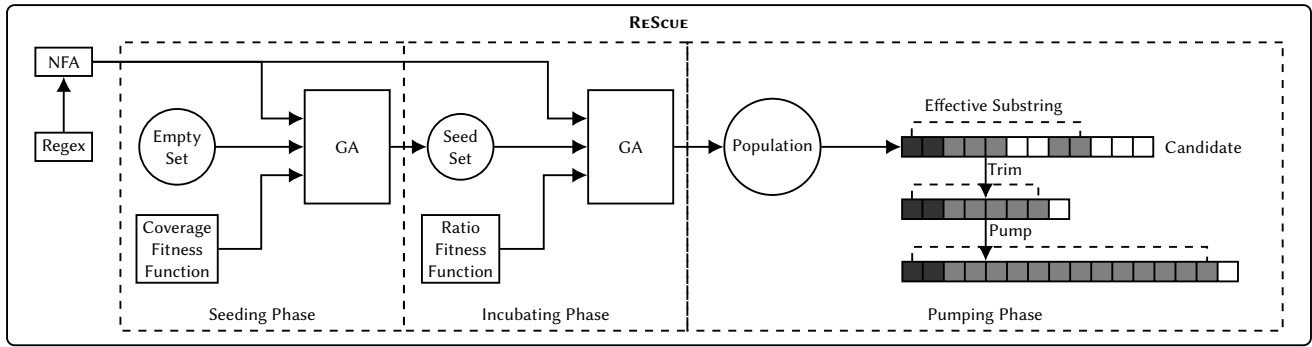 ReScue
NFA
Regex
Empty
Set
Coverage
Fitness
Function
GA
Seeding Phase
Seed
Set
Ratio
Fitness
Function
GA
Incubating Phase
Population
Effective Substring
Candidate
Trim
Pump
Pumping Phase